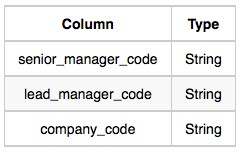 Column Type
senior_manager_code String
lead_manager_code String
company_code String